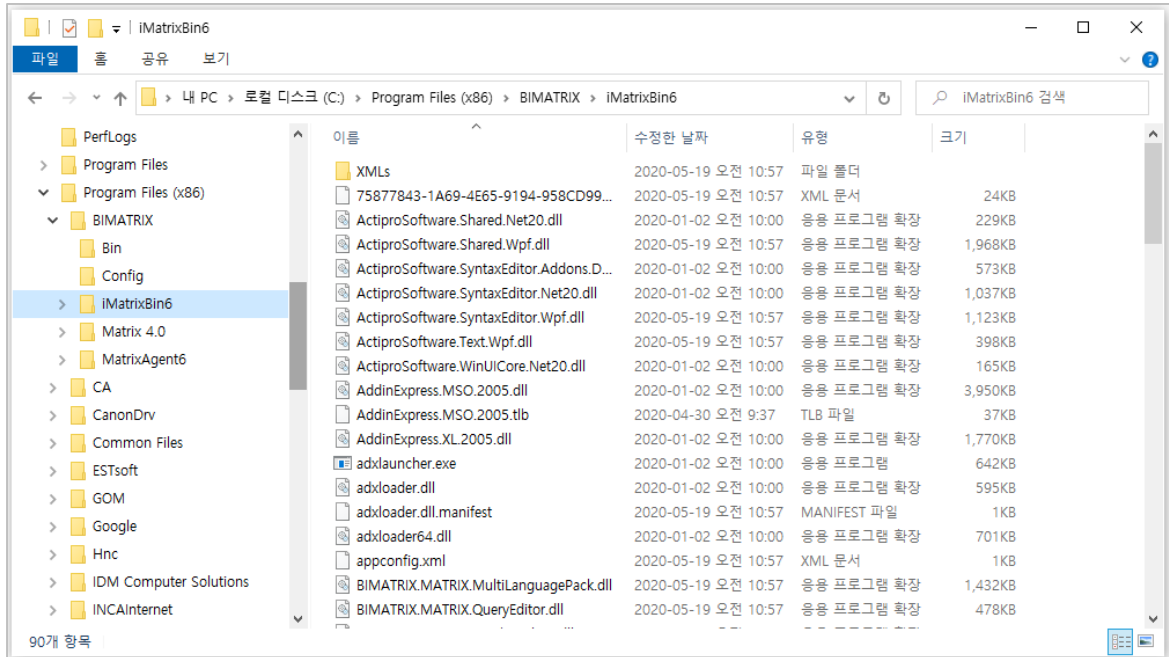 iMatrixBin6
파일 홈 공유 보기
내 PC › 로컬 디스크 (C:) › Program Files (x86) › BIMATRIX › iMatrixBin6
iMatrixBin6 검색
PerfLogs
Program Files
Program Files (x86)
BIMATRIX
Bin
Config
iMatrixBin6
Matrix 4.0
MatrixAgent6
CA
CanonDrv
Common Files
ESTsoft
GOM
Google
Hnc
IDM Computer Solutions
INCAInternet
이름 수정한 날짜 유형 크기
XMLs 2020-05-19 오전 10:57 파일 폴더
75877843-1A69-4E65-9194-958CD99... 2020-05-19 오전 10:57 XML 문서 24KB
ActiproSoftware.Shared.Net20.dll 2020-01-02 오전 10:00 응용 프로그램 확장 229KB
ActiproSoftware.Shared.Wpf.dll 2020-05-19 오전 10:57 응용 프로그램 확장 1,968KB
ActiproSoftware.SyntaxEditor.Addons.D... 2020-01-02 오전 10:00 응용 프로그램 확장 573KB
ActiproSoftware.SyntaxEditor.Net20.dll 2020-01-02 오전 10:00 응용 프로그램 확장 1,037KB
ActiproSoftware.SyntaxEditor.Wpf.dll 2020-05-19 오전 10:57 응용 프로그램 확장 1,123KB
ActiproSoftware.Text.Wpf.dll 2020-05-19 오전 10:57 응용 프로그램 확장 398KB
ActiproSoftware.WinUICore.Net20.dll 2020-01-02 오전 10:00 응용 프로그램 확장 165KB
AddinExpress.MSO.2005.dll 2020-01-02 오전 10:00 응용 프로그램 확장 3,950KB
AddinExpress.MSO.2005.tlb 2020-04-30 오전 9:37 TLB 파일 37KB
AddinExpress.XL.2005.dll 2020-01-02 오전 10:00 응용 프로그램 확장 1,770KB
adxlauncher.exe 2020-01-02 오전 10:00 응용 프로그램 642KB
adxloader.dll 2020-01-02 오전 10:00 응용 프로그램 확장 595KB
adxloader.dll.manifest 2020-05-19 오전 10:57 MANIFEST 파일 1KB
adxloader64.dll 2020-01-02 오전 10:00 응용 프로그램 확장 701KB
appconfig.xml 2020-05-19 오전 10:57 XML 문서 1KB
BIMATRIX.MATRIX.MultiLanguagePack.dll 2020-05-19 오전 10:57 응용 프로그램 확장 1,432KB
BIMATRIX.MATRIX.QueryEditor.dll 2020-05-19 오전 10:57 응용 프로그램 확장 478KB
90개 항목